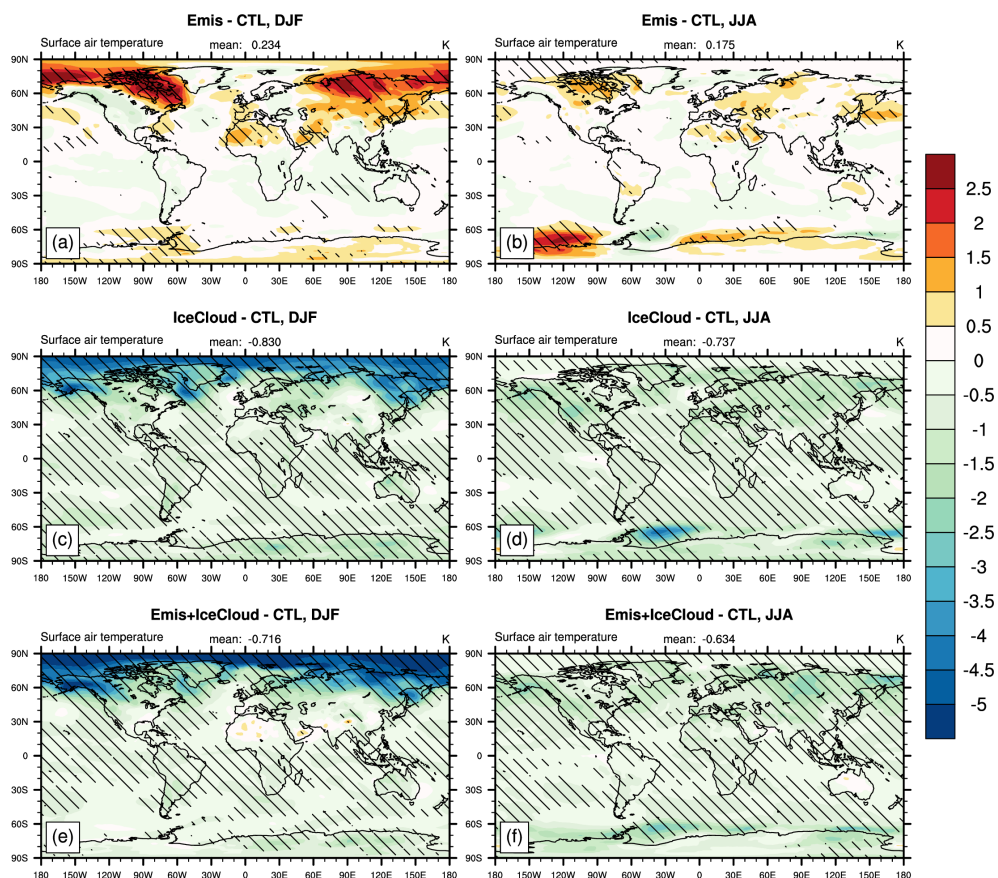 Emis - CTL, DJF
Surface air temperature mean: 0.234 K
90N
60N
30N
0
30S
60S
90S
(a)
180 150W 120W 90W 60W 30W 0 30E 60E 90E 120E 150E 180
Emis - CTL, JJA
Surface air temperature mean: 0.175 K
90N
60N
30N
0
30S
60S
90S
(b)
180 150W 120W 90W 60W 30W 0 30E 60E 90E 120E 150E 180
IceCloud - CTL, DJF
Surface air temperature mean: -0.830 K
90N
60N
30N
0
30S
60S
90S
(c)
180 150W 120W 90W 60W 30W 0 30E 60E 90E 120E 150E 180
IceCloud - CTL, JJA
Surface air temperature mean: -0.737 K
90N
60N
30N
0
30S
60S
90S
(d)
180 150W 120W 90W 60W 30W 0 30E 60E 90E 120E 150E 180
Emis+IceCloud - CTL, DJF
Surface air temperature mean: -0.716 K
90N
60N
30N
0
30S
60S
90S
(e)
180 150W 120W 90W 60W 30W 0 30E 60E 90E 120E 150E 180
Emis+IceCloud - CTL, JJA
Surface air temperature mean: -0.634 K
90N
60N
30N
0
30S
60S
90S
(f)
180 150W 120W 90W 60W 30W 0 30E 60E 90E 120E 150E 180
2.5
2
1.5
1
0.5
0
-0.5
-1
-1.5
-2
-2.5
-3
-3.5
-4
-4.5
-5